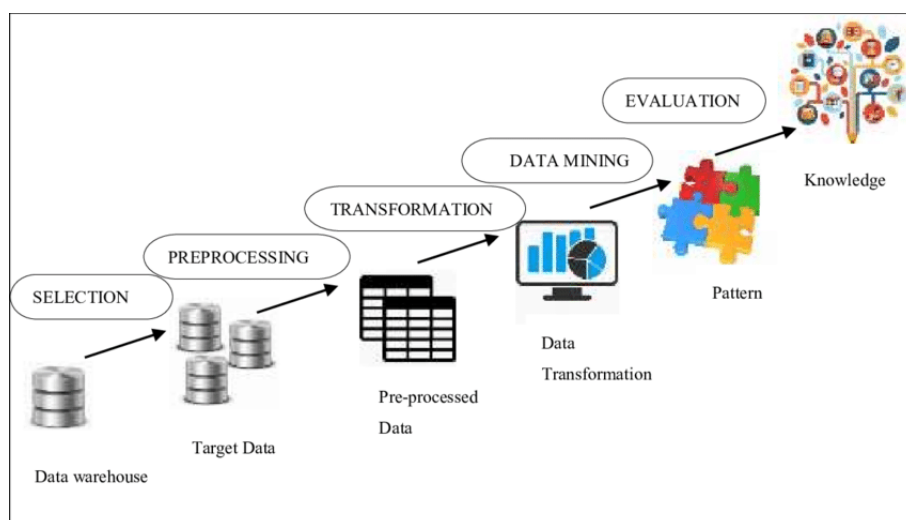 EVALUATION
Knowledge
DATA MINING
Pattern
TRANSFORMATION
Data
Transformation
PREPROCESSING
Pre-processed
Data
SELECTION
Target Data
Data warehouse